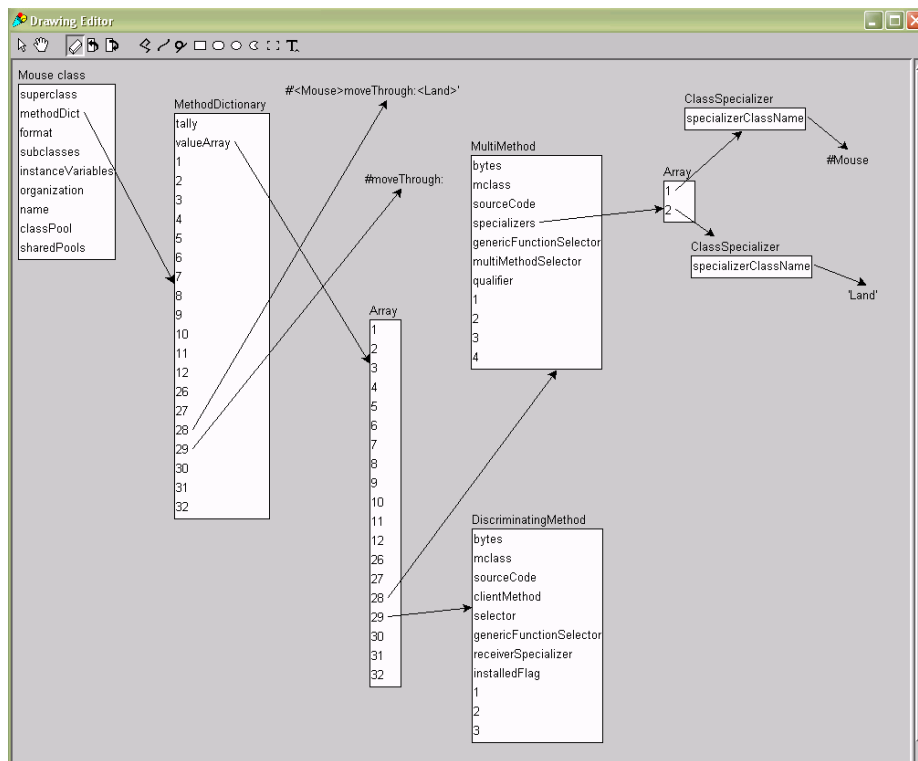 Drawing Editor
T.
Mouse class
superclass
methodDict
format
subclasses
instanceVariables
organization
name
classPool
sharedPools
MethodDictionary
tally
valueArray
1
2
3
4
5
6
7
8
9
10
11
12
26
27
28
29
30
31
32
#'<Mouse>moveThrough:<Land>'
#moveThrough:
Array
1
2
3
4
5
6
7
8
9
10
11
12
26
27
28
29
30
31
32
MultiMethod
bytes
mclass
sourceCode
specializers
genericFunctionSelector
multiMethodSelector
qualifier
1
2
3
4
DiscriminatingMethod
bytes
mclass
sourceCode
clientMethod
selector
genericFunctionSelector
receiverSpecializer
installedFlag
1
2
3
Array
1
2
ClassSpecializer
specializerClassName
#Mouse
ClassSpecializer
specializerClassName
'Land'